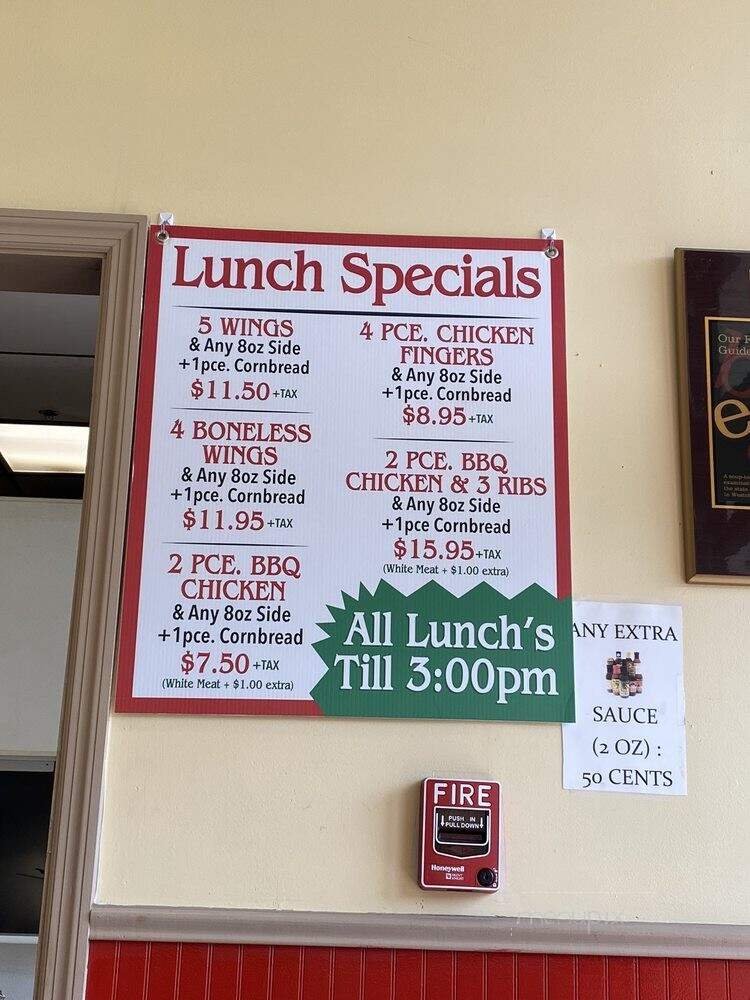 Lunch Specials
5 WINGS
& Any 8oz Side
+1pce. Cornbread
$11.50 +TAX
4 BONELESS
WINGS
& Any 8oz Side
+1pce. Cornbread
$11.95 +TAX
2 PCE. BBQ
CHICKEN
& Any 8oz Side
+1pce. Cornbread
$7.50 +TAX
(White Meat + $1.00 extra)
4 PCE. CHICKEN
FINGERS
& Any 8oz Side
+1pce. Cornbread
$8.95 +TAX
2 PCE. BBQ
CHICKEN & 3 RIBS
& Any 8oz Side
+1pce Cornbread
$15.95 +TAX
(White Meat + $1.00 extra)
All Lunch's
Till 3:00pm
ANY EXTRA
SAUCE
(2 OZ) :
50 CENTS
FIRE
PUSH IN
PULL DOWN
Honeywell
Our
Guide